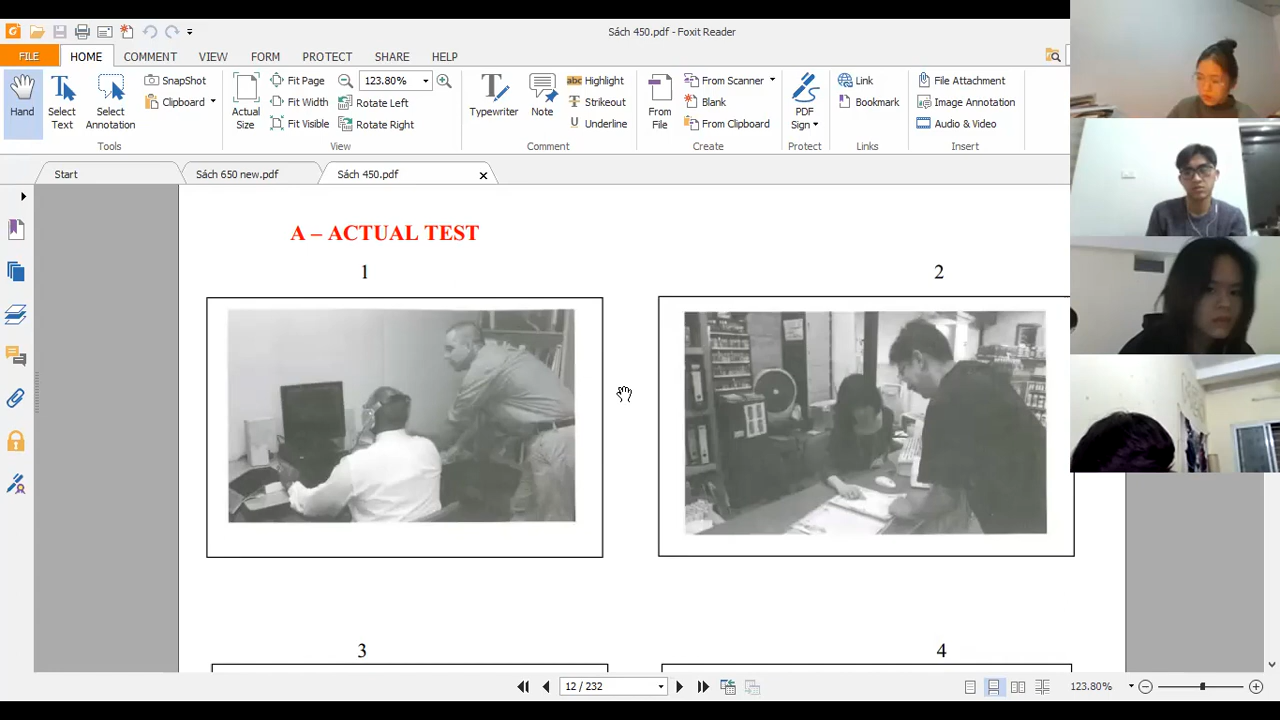 Sách 450.pdf - Foxit Reader
FILE HOME COMMENT VIEW FORM PROTECT SHARE HELP
Hand
Select Text
Select Annotation
SnapShot
Clipboard
Tools
Actual Size
Fit Page
Fit Width
Fit Visible
123.80%
Rotate Left
Rotate Right
View
Typewriter
Note
Highlight
Strikeout
Underline
Comment
From File
From Scanner
Blank
From Clipboard
Create
PDF Sign
Protect
Link
Bookmark
Links
File Attachment
Image Annotation
Audio & Video
Insert
Start Sách 650 new.pdf Sách 450.pdf
A – ACTUAL TEST
1 2
3 4
12 / 232 123.80%